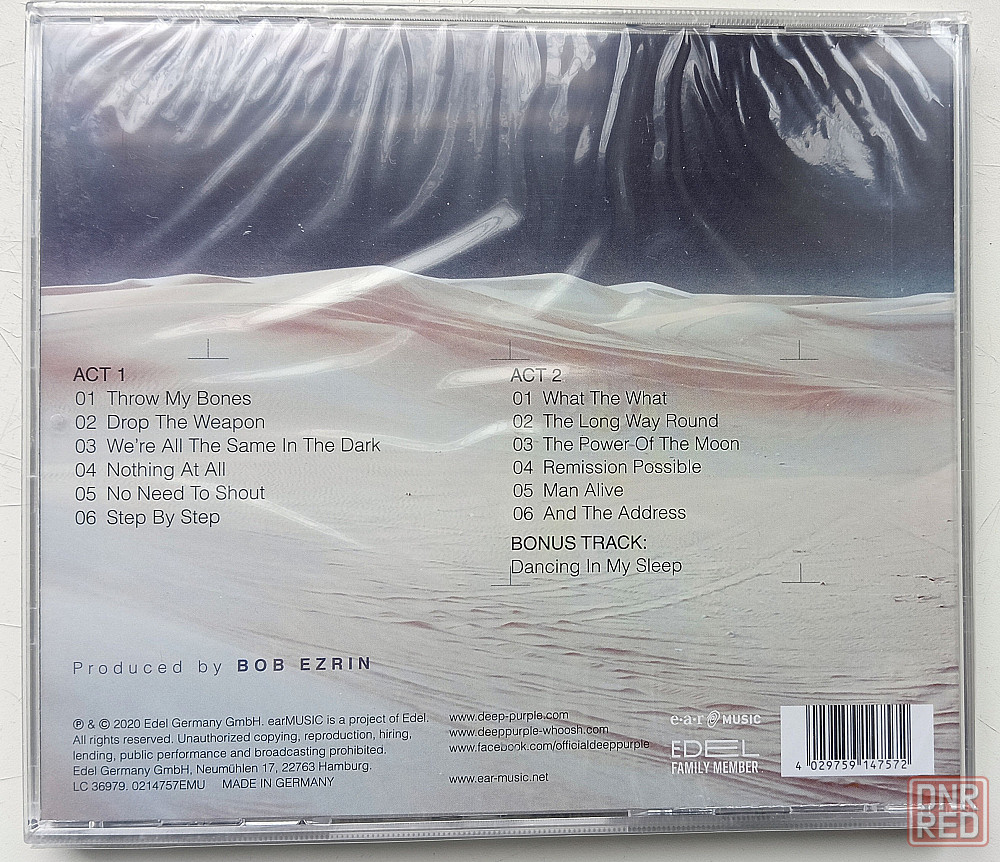 ACT 1
01 Throw My Bones
02 Drop The Weapon
03 We're All The Same In The Dark
04 Nothing At All
05 No Need To Shout
06 Step By Step
ACT 2
01 What The What
02 The Long Way Round
03 The Power Of The Moon
04 Remission Possible
05 Man Alive
06 And The Address
BONUS TRACK:
Dancing In My Sleep
Produced by BOB EZRIN
℗ & © 2020 Edel Germany GmbH. earMUSIC is a project of Edel.
All rights reserved. Unauthorized copying, reproduction, hiring,
lending, public performance and broadcasting prohibited.
Edel Germany GmbH, Neumühlen 17, 22763 Hamburg.
LC 36979. 0214757EMU MADE IN GERMANY
www.deep-purple.com
www.deeppurple-whoosh.com
www.facebook.com/officialdeeppurple
www.ear-music.net
e·a·r MUSIC
EDEL
FAMILY MEMBER
4 029759 147572
DNR
RED